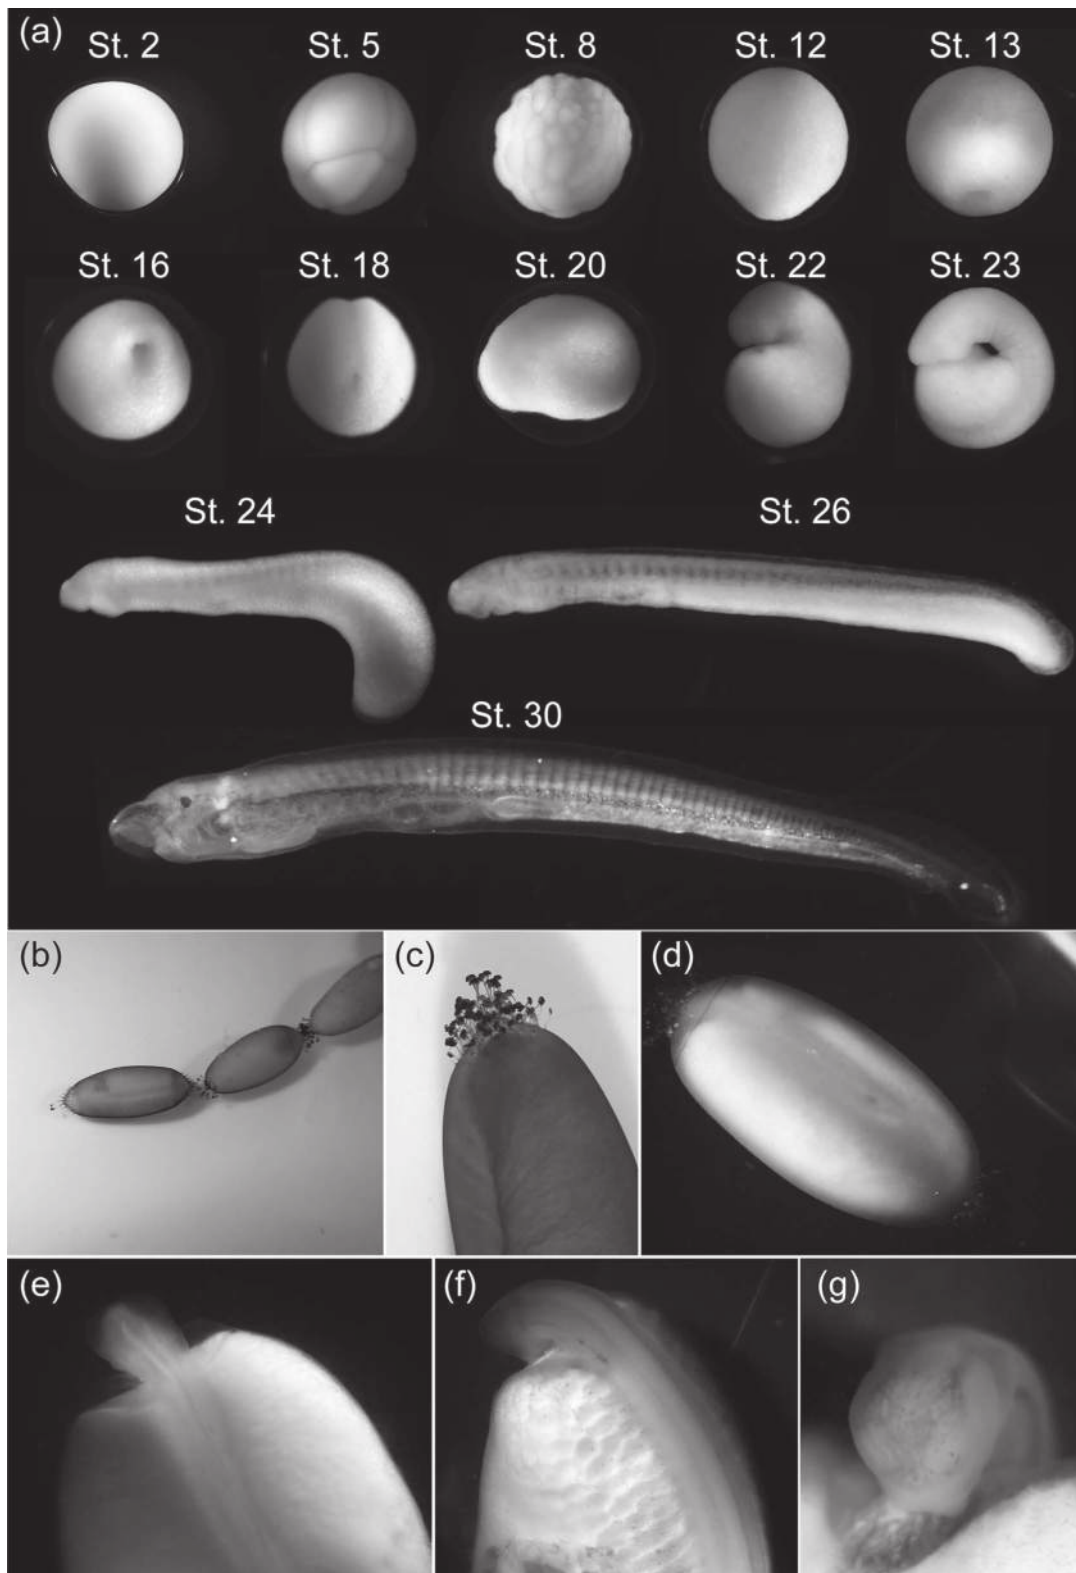 (a)
St. 2 St. 5 St. 8 St. 12 St. 13
St. 16 St. 18 St. 20 St. 22 St. 23
St. 24 St. 26
St. 30
(b) (c) (d)
(e) (f) (g)